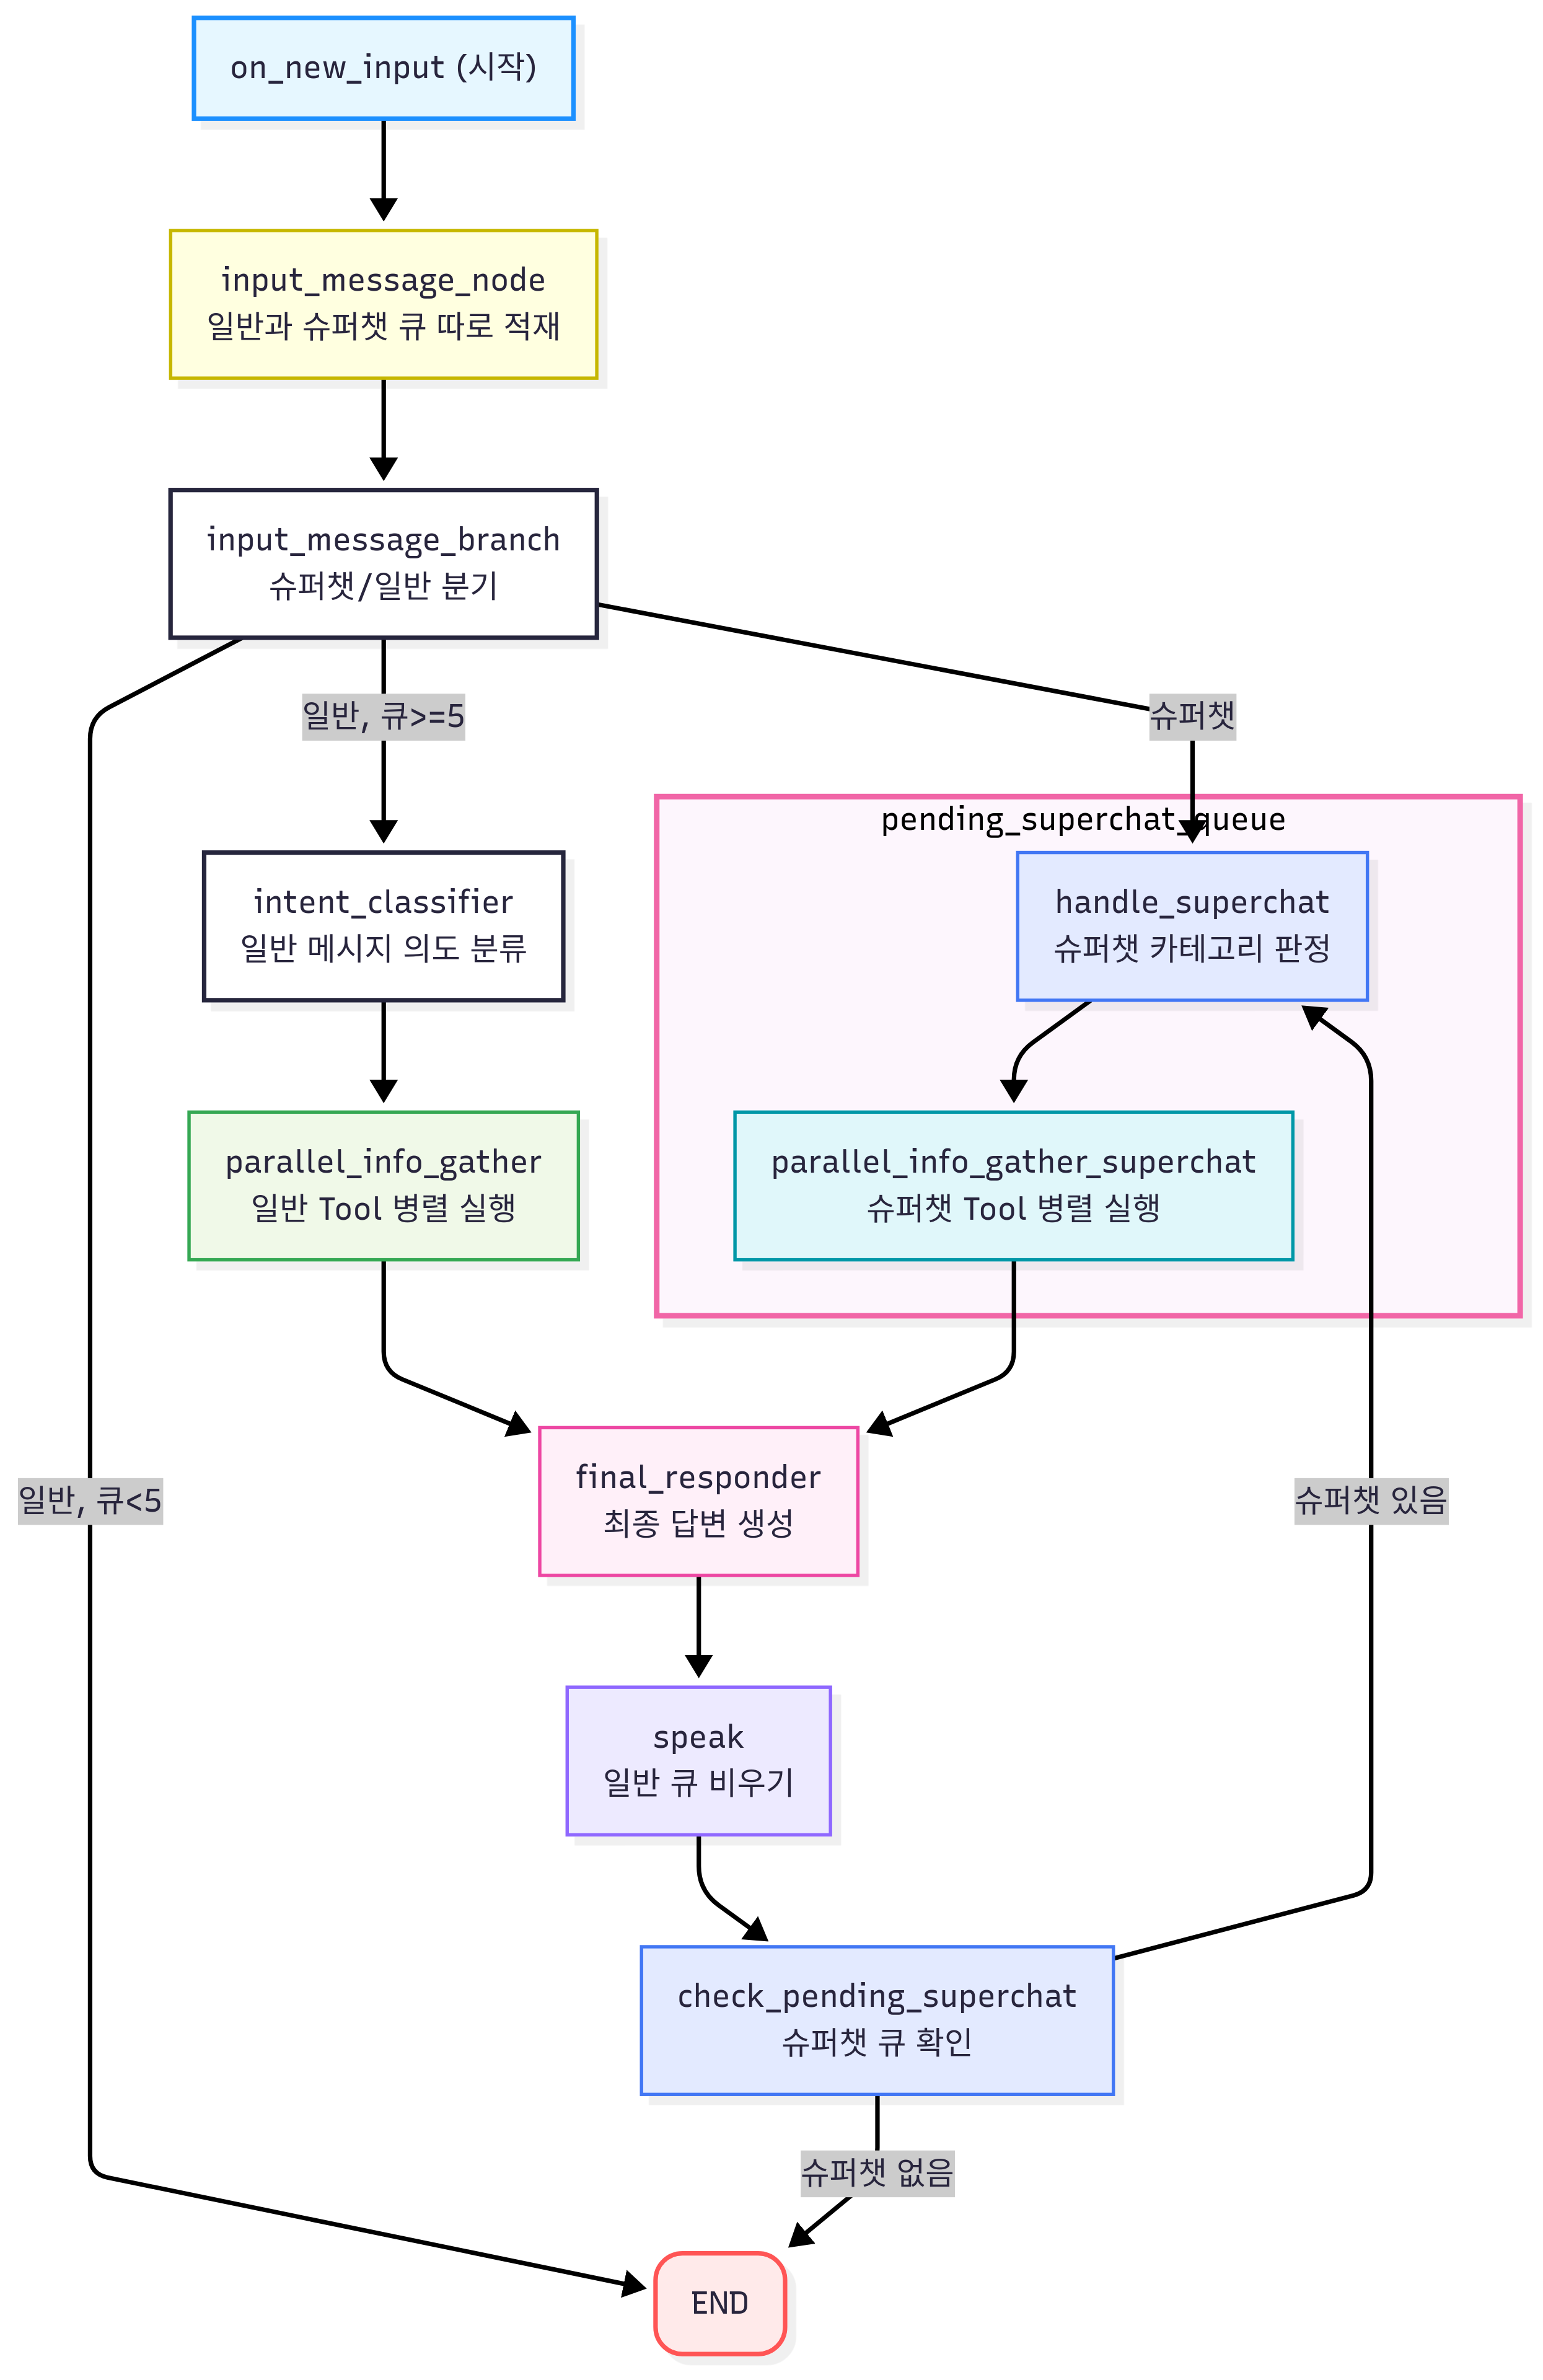 on_new_input (시작)
input_message_node
일반과 슈퍼챗 큐 따로 적재
input_message_branch
슈퍼챗/일반 분기
일반, 큐>=5
슈퍼챗
pending_superchat_queue
intent_classifier
일반 메시지 의도 분류
handle_superchat
슈퍼챗 카테고리 판정
parallel_info_gather
일반 Tool 병렬 실행
parallel_info_gather_superchat
슈퍼챗 Tool 병렬 실행
일반, 큐<5
final_responder
최종 답변 생성
슈퍼챗 있음
speak
일반 큐 비우기
check_pending_superchat
슈퍼챗 큐 확인
슈퍼챗 없음
END